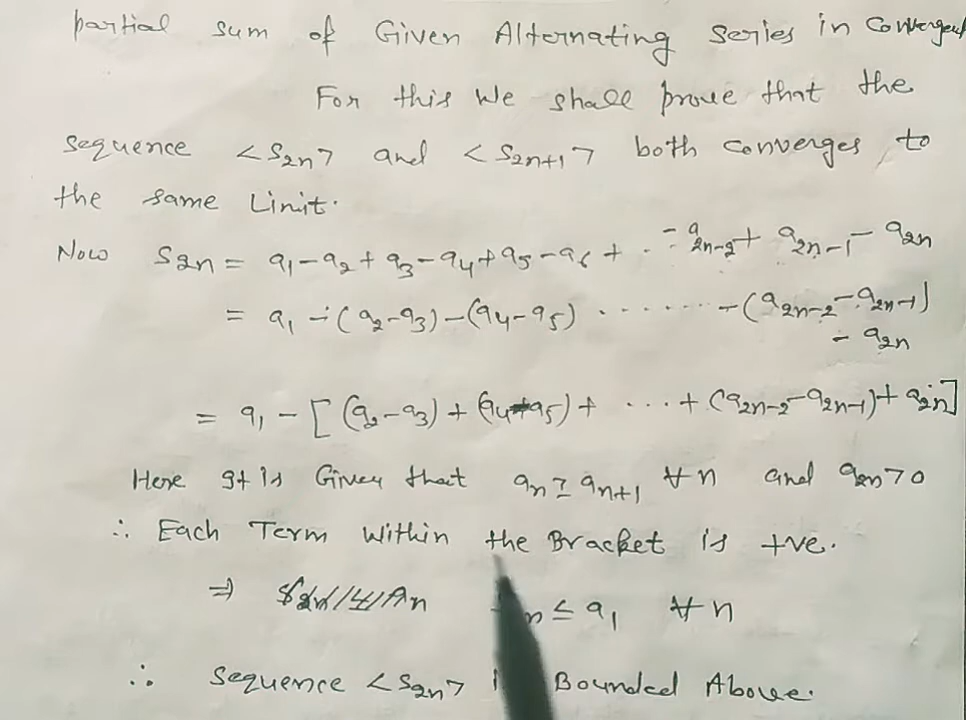 partial sum of Given Alternating Series in Convergent
For this We shall prove that the
sequence <S₂ₙ> and <S₂ₙ₊₁> both converges to
the same Limit.
Now S₂ₙ = a₁-a₂+a₃-a₄+a₅-a₆+ . - a₂ₙ₋₂+ a₂ₙ₋₁- a₂ₙ
= a₁ -(a₂-a₃)-(a₄-a₅) ....... -(a₂ₙ₋₂-a₂ₙ₋₁)
- a₂ₙ
= a₁ - [(a₂-a₃)+(a₄-a₅)+ ...+(a₂ₙ₋₂-a₂ₙ₋₁)+ a₂ₙ]
Here It is Given that aₙ≥aₙ₊₁ ∀n and a₂ₙ>0
∴ Each Term Within the Bracket is +ve.
⇒ n ≤ a₁ ∀ n
∴ Sequence <S₂ₙ> Bounded Above.